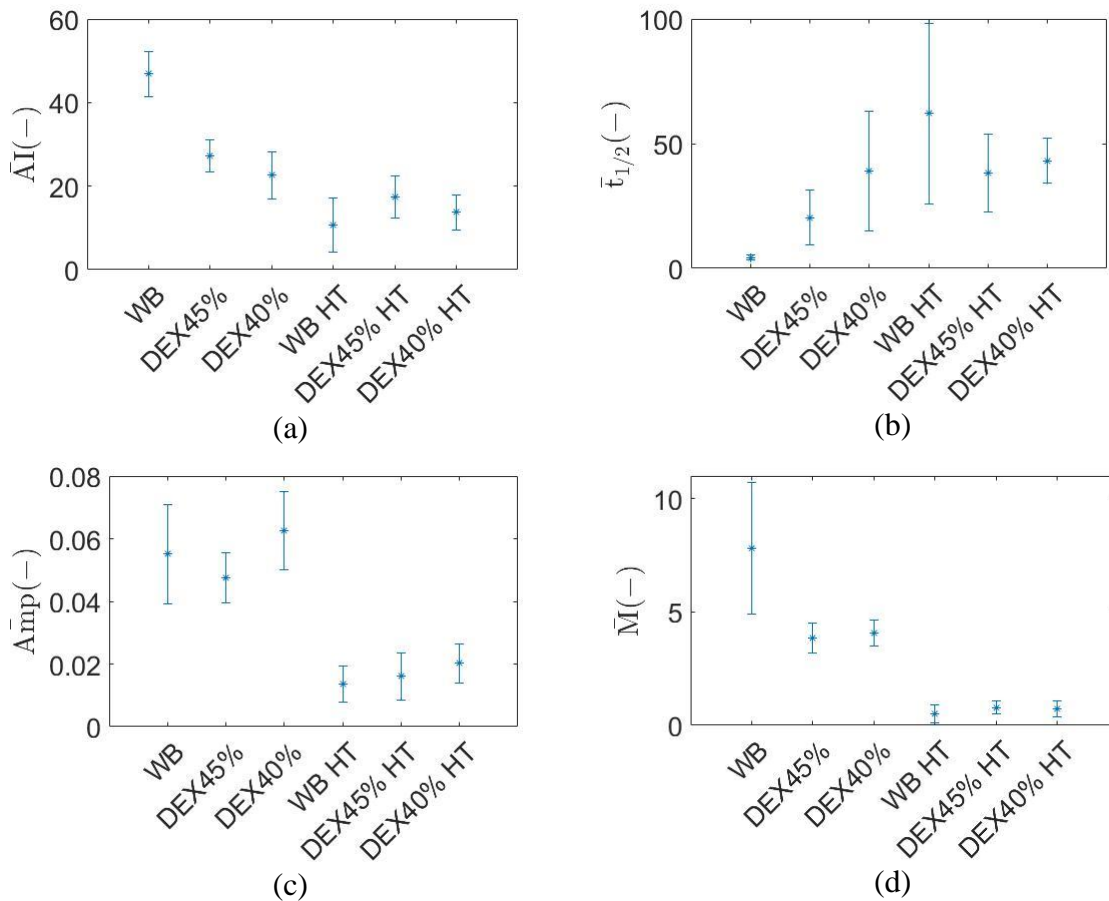 60
40
20
0
ĀI(−)
WB
DEX45%
DEX40%
WB HT
DEX45% HT
DEX40% HT
(a)
100
50
0
t̄1/2(−)
WB
DEX45%
DEX40%
WB HT
DEX45% HT
DEX40% HT
(b)
0.08
0.06
0.04
0.02
0
Am̄p(−)
WB
DEX45%
DEX40%
WB HT
DEX45% HT
DEX40% HT
(c)
10
5
0
M̄(−)
WB
DEX45%
DEX40%
WB HT
DEX45% HT
DEX40% HT
(d)